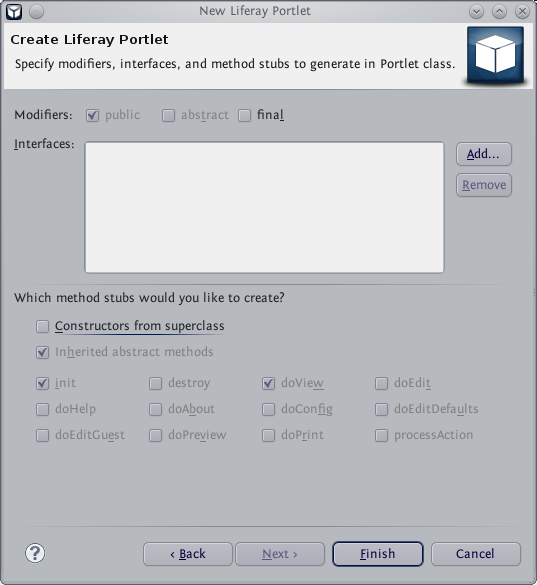 New Liferay Portlet
Create Liferay Portlet
Specify modifiers, interfaces, and method stubs to generate in Portlet class.
Modifiers: public abstract final
Interfaces:
Add...
Remove
Which method stubs would you like to create?
Constructors from superclass
Inherited abstract methods
init destroy doView doEdit
doHelp doAbout doConfig doEditDefaults
doEditGuest doPreview doPrint processAction
? < Back Next > Finish Cancel